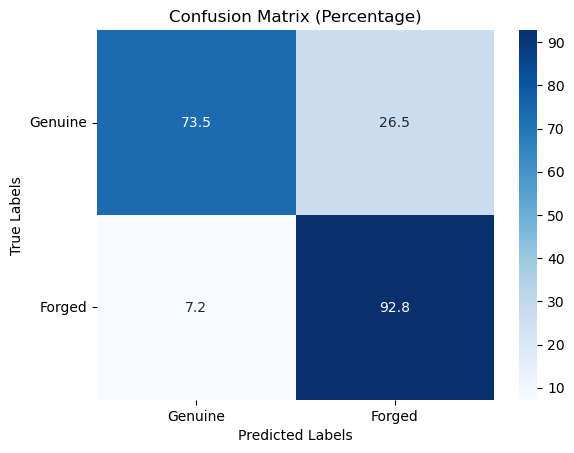 Confusion Matrix (Percentage)
True Labels
Genuine
73.5
26.5
Forged
7.2
92.8
Genuine
Forged
Predicted Labels
90
80
70
60
50
40
30
20
10